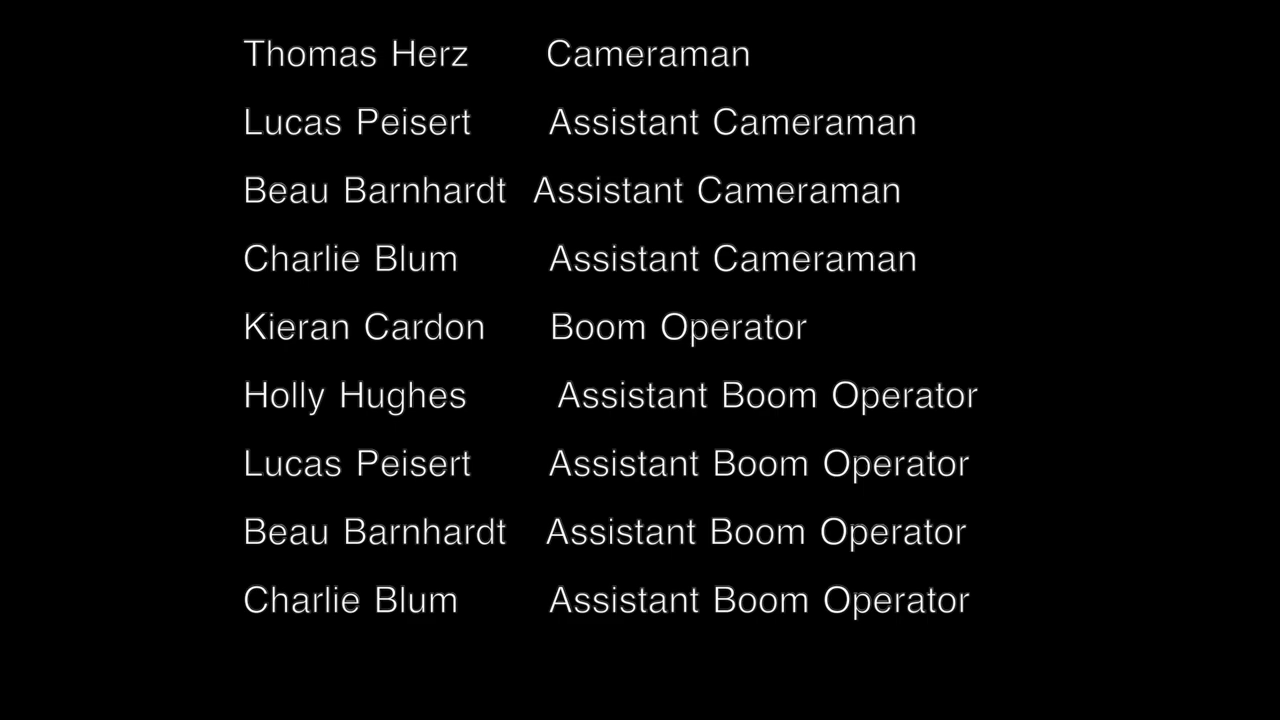 Thomas Herz Cameraman
Lucas Peisert Assistant Cameraman
Beau Barnhardt Assistant Cameraman
Charlie Blum Assistant Cameraman
Kieran Cardon Boom Operator
Holly Hughes Assistant Boom Operator
Lucas Peisert Assistant Boom Operator
Beau Barnhardt Assistant Boom Operator
Charlie Blum Assistant Boom Operator